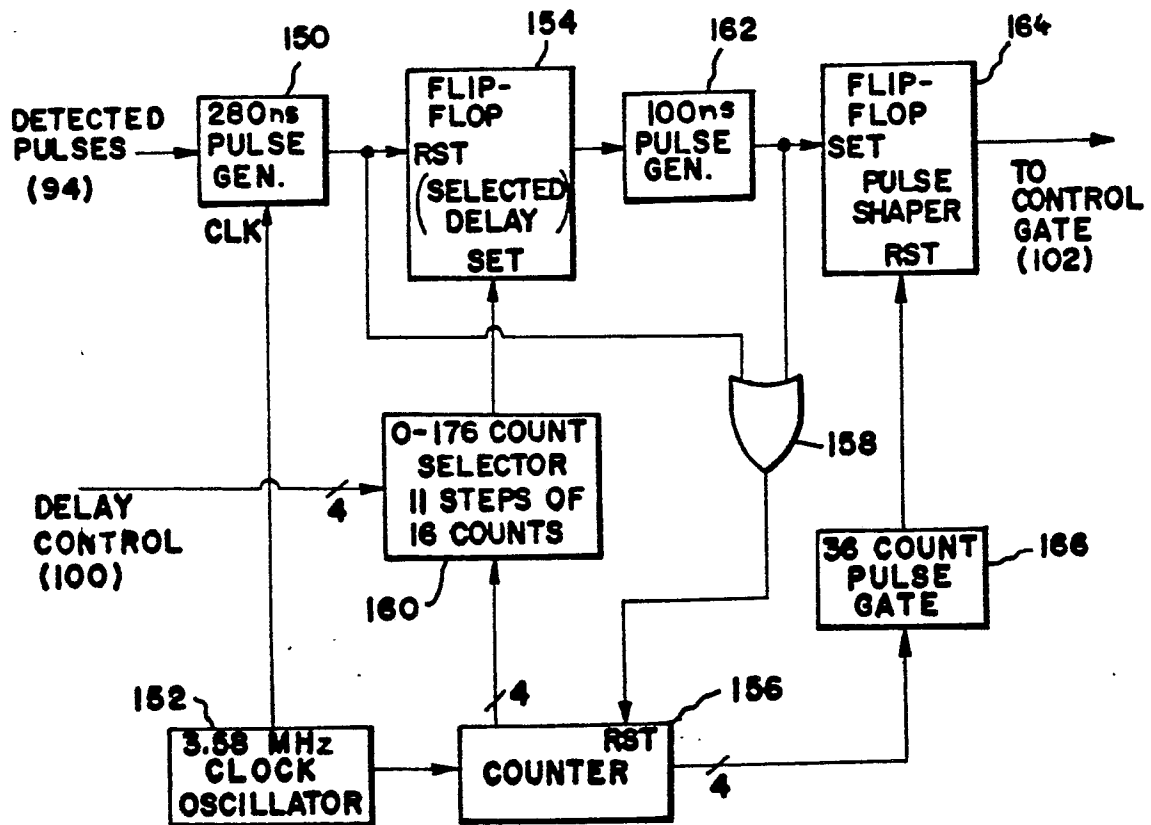 150
154
162
164
DETECTED
PULSES
(94)
280ns
PULSE
GEN.
CLK
FLIP-
FLOP
RST
(SELECTED
DELAY)
SET
100ns
PULSE
GEN.
FLIP-
FLOP
SET
PULSE
SHAPER
RST
TO
CONTROL
GATE
(102)
158
0-176 COUNT
SELECTOR
11 STEPS OF
16 COUNTS
4
DELAY
CONTROL
(100)
160
36 COUNT
PULSE
GATE
166
152
3.58 MHz
CLOCK
OSCILLATOR
4
156
RST
COUNTER
4